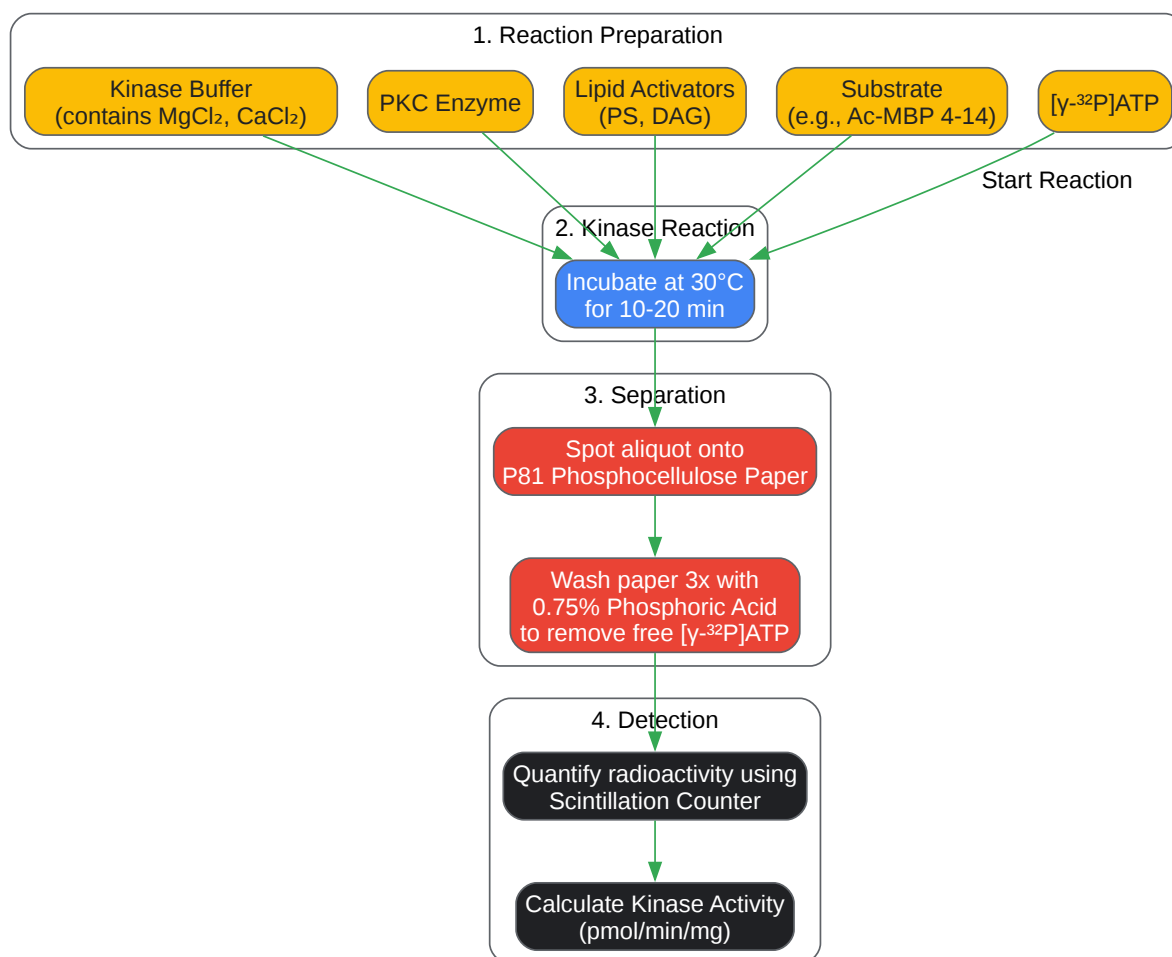 1. Reaction Preparation
Kinase Buffer
(contains MgCl₂, CaCl₂)
PKC Enzyme
Lipid Activators
(PS, DAG)
Substrate
(e.g., Ac-MBP 4-14)
[γ-³²P]ATP
Start Reaction
2. Kinase Reaction
Incubate at 30°C
for 10-20 min
3. Separation
Spot aliquot onto
P81 Phosphocellulose Paper
Wash paper 3x with
0.75% Phosphoric Acid
to remove free [γ-³²P]ATP
4. Detection
Quantify radioactivity using
Scintillation Counter
Calculate Kinase Activity
(pmol/min/mg)